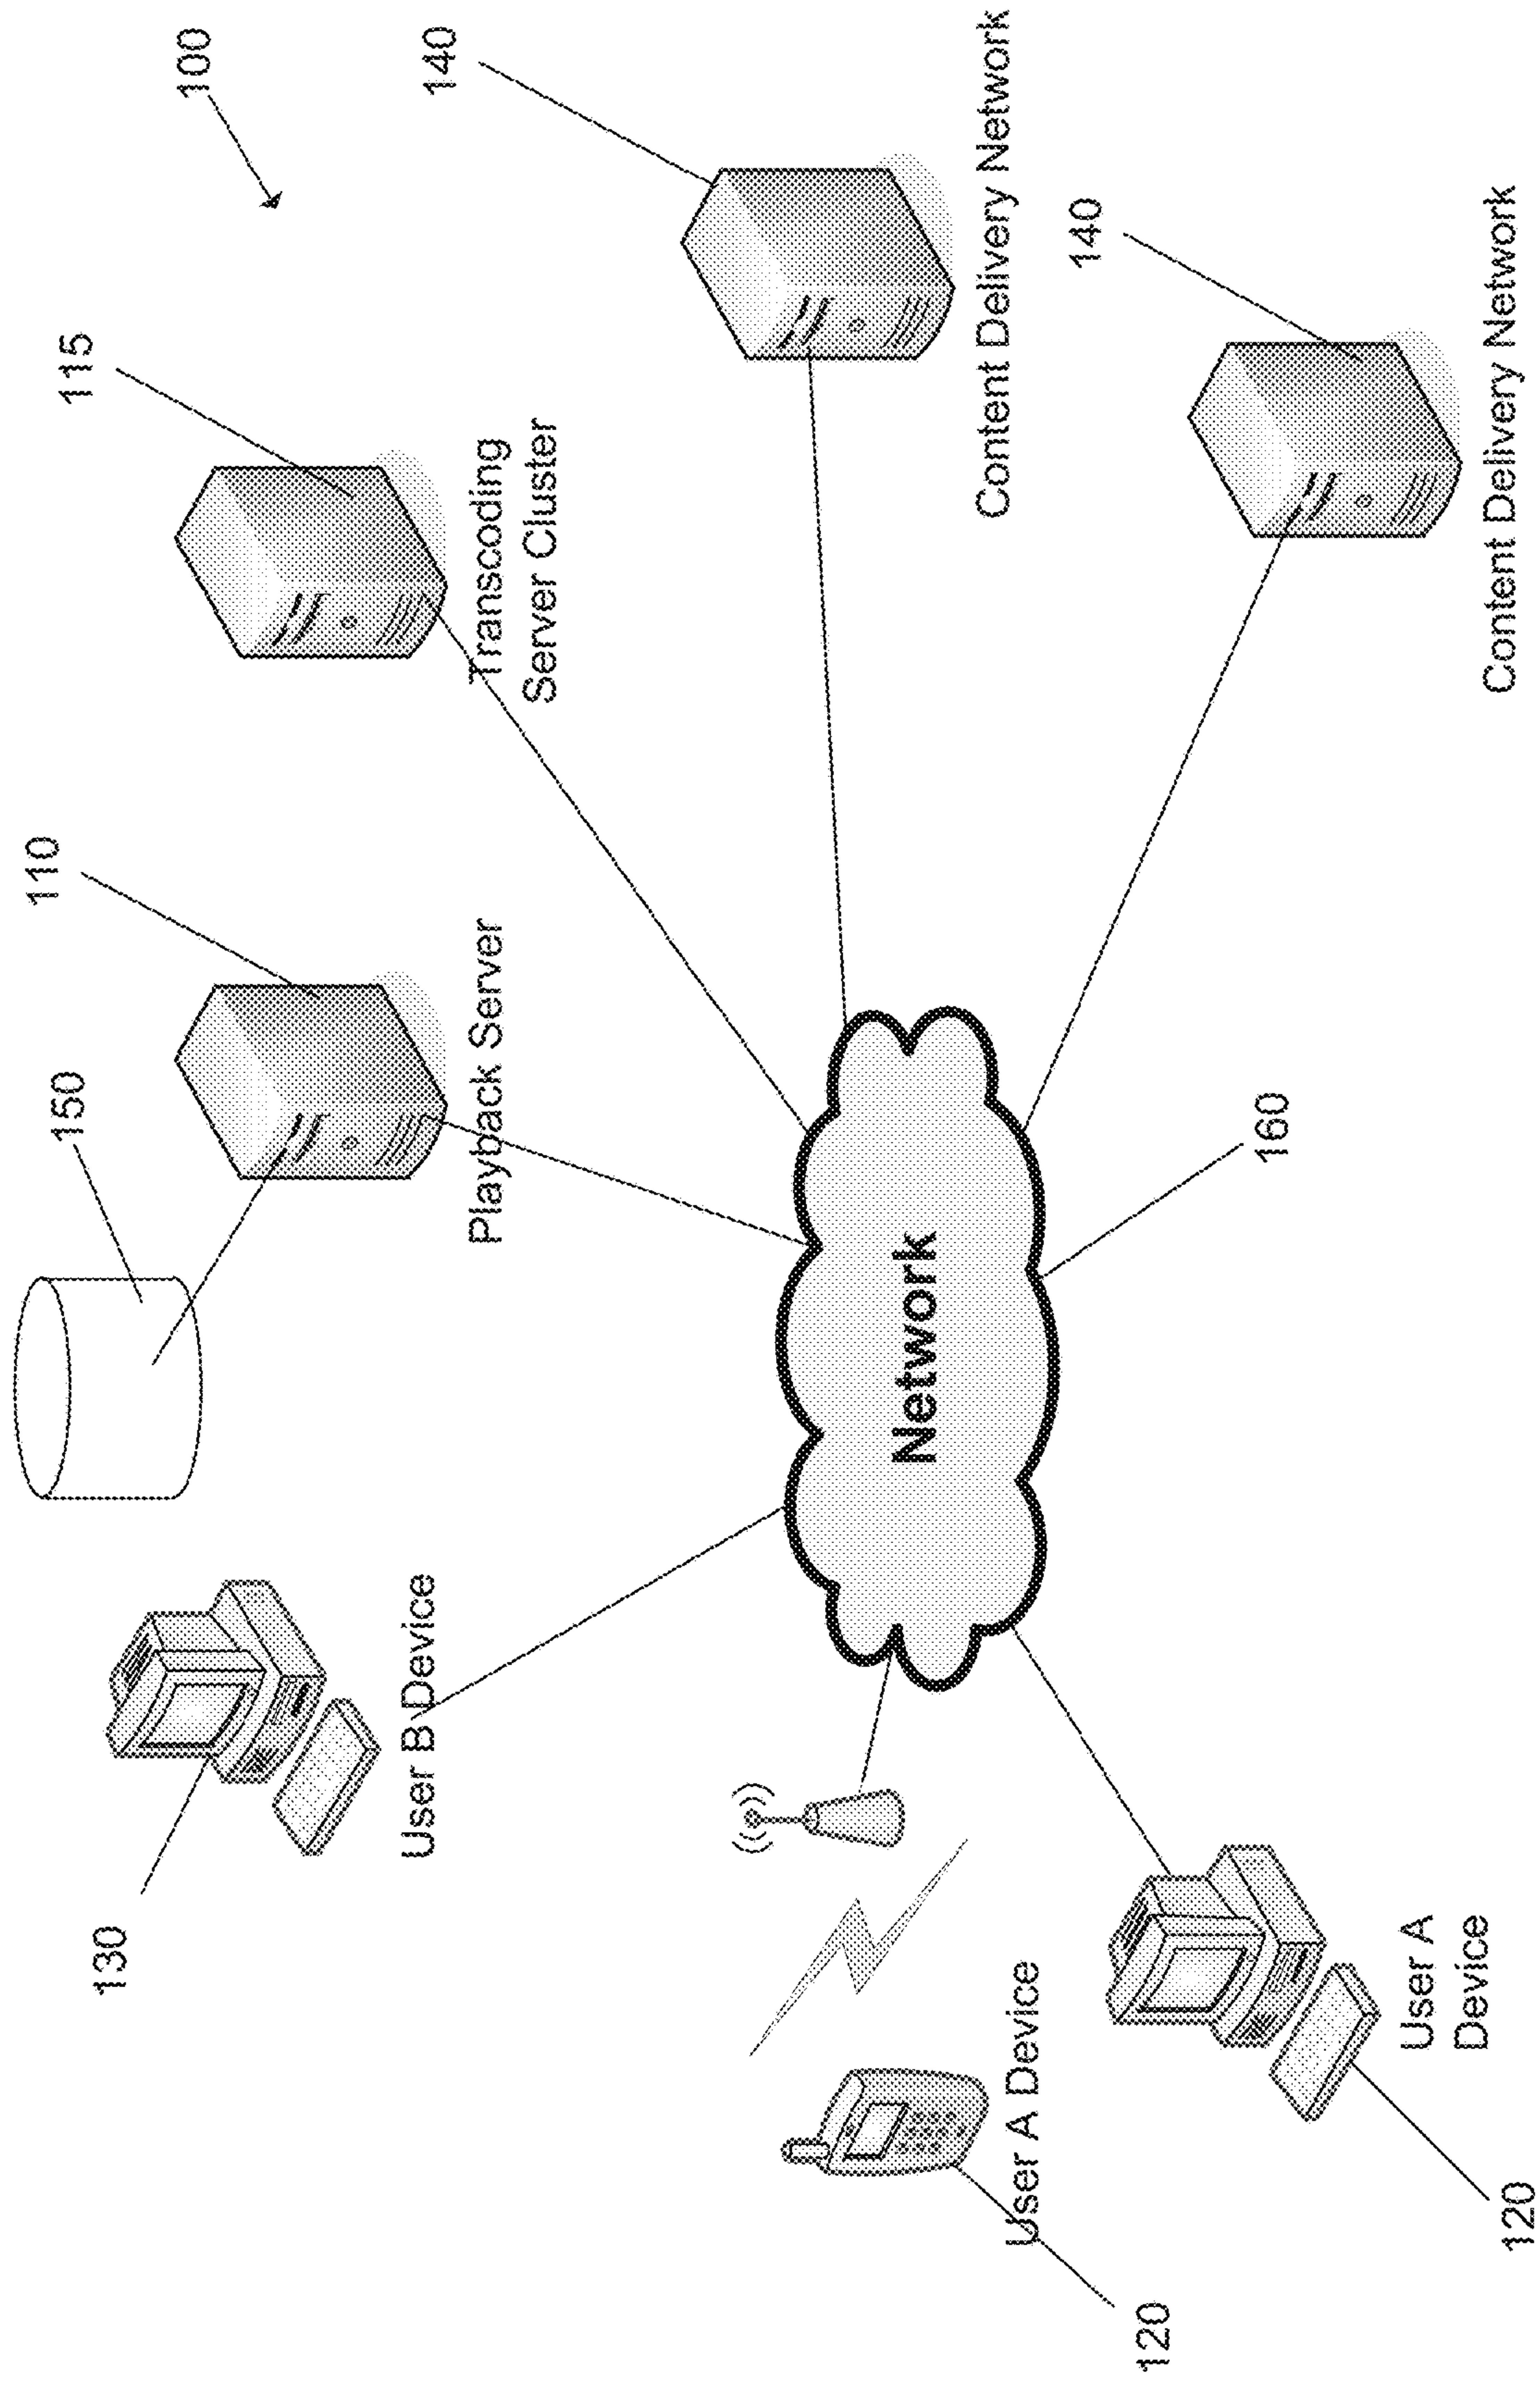 100
130
150
110
115
User B Device
Playback Server
Transcoding
Server Cluster
140
120
User A Device
Network
Content Delivery Network
140
120
User A
Device
160
Content Delivery Network